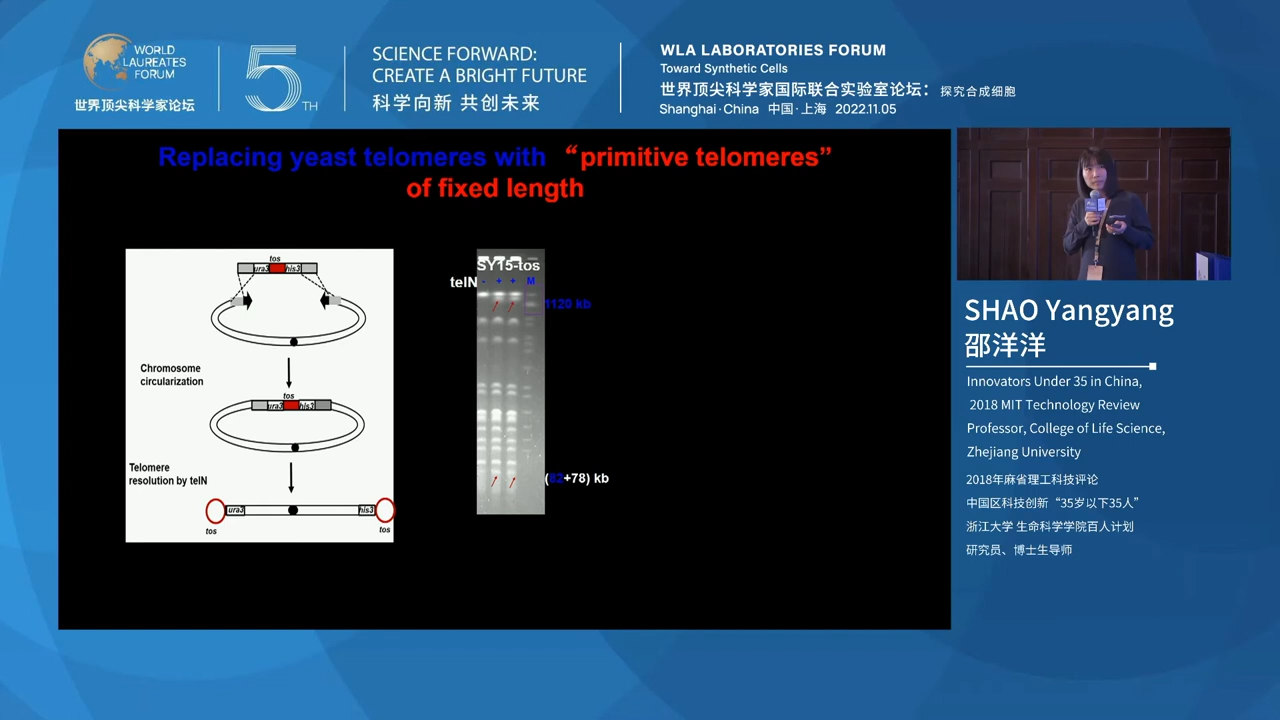 WORLD
LAUREATES
FORUM
世界顶尖科学家论坛
5TH
SCIENCE FORWARD:
CREATE A BRIGHT FUTURE
科学向新 共创未来
WLA LABORATORIES FORUM
Toward Synthetic Cells
世界顶尖科学家国际联合实验室论坛：探究合成细胞
Shanghai·China 中国·上海 2022.11.05
Replacing yeast telomeres with “primitive telomeres”
of fixed length
tos
ura3 his3
Chromosome
circularization
tos
ura3 his3
Telomere
resolution by telN
ura3 his3
tos tos
SY15-tos
telN - + + M
1120 kb
(82+78) kb
SHAO Yangyang
邵洋洋
Innovators Under 35 in China,
2018 MIT Technology Review
Professor, College of Life Science,
Zhejiang University
2018年麻省理工科技评论
中国区科技创新“35岁以下35人”
浙江大学 生命科学学院百人计划
研究员、博士生导师